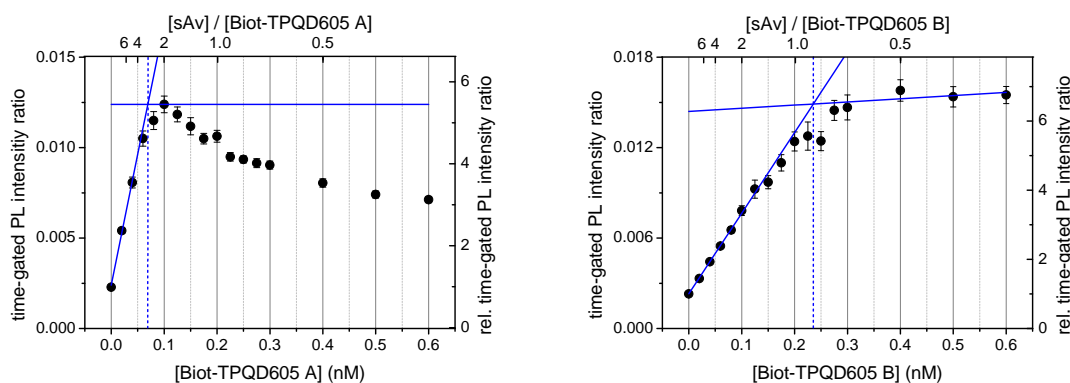 [sAv] / [Biot-TPQD605 A]
6 4 2 1.0 0.5
0.015
0.010
0.005
0.000
time-gated PL intensity ratio
6
4
2
0
rel. time-gated PL intensity ratio
0.0 0.1 0.2 0.3 0.4 0.5 0.6
[Biot-TPQD605 A] (nM)
[sAv] / [Biot-TPQD605 B]
6 4 2 1.0 0.5
0.018
0.012
0.006
0.000
time-gated PL intensity ratio
6
4
2
0
rel. time-gated PL intensity ratio
0.0 0.1 0.2 0.3 0.4 0.5 0.6
[Biot-TPQD605 B] (nM)